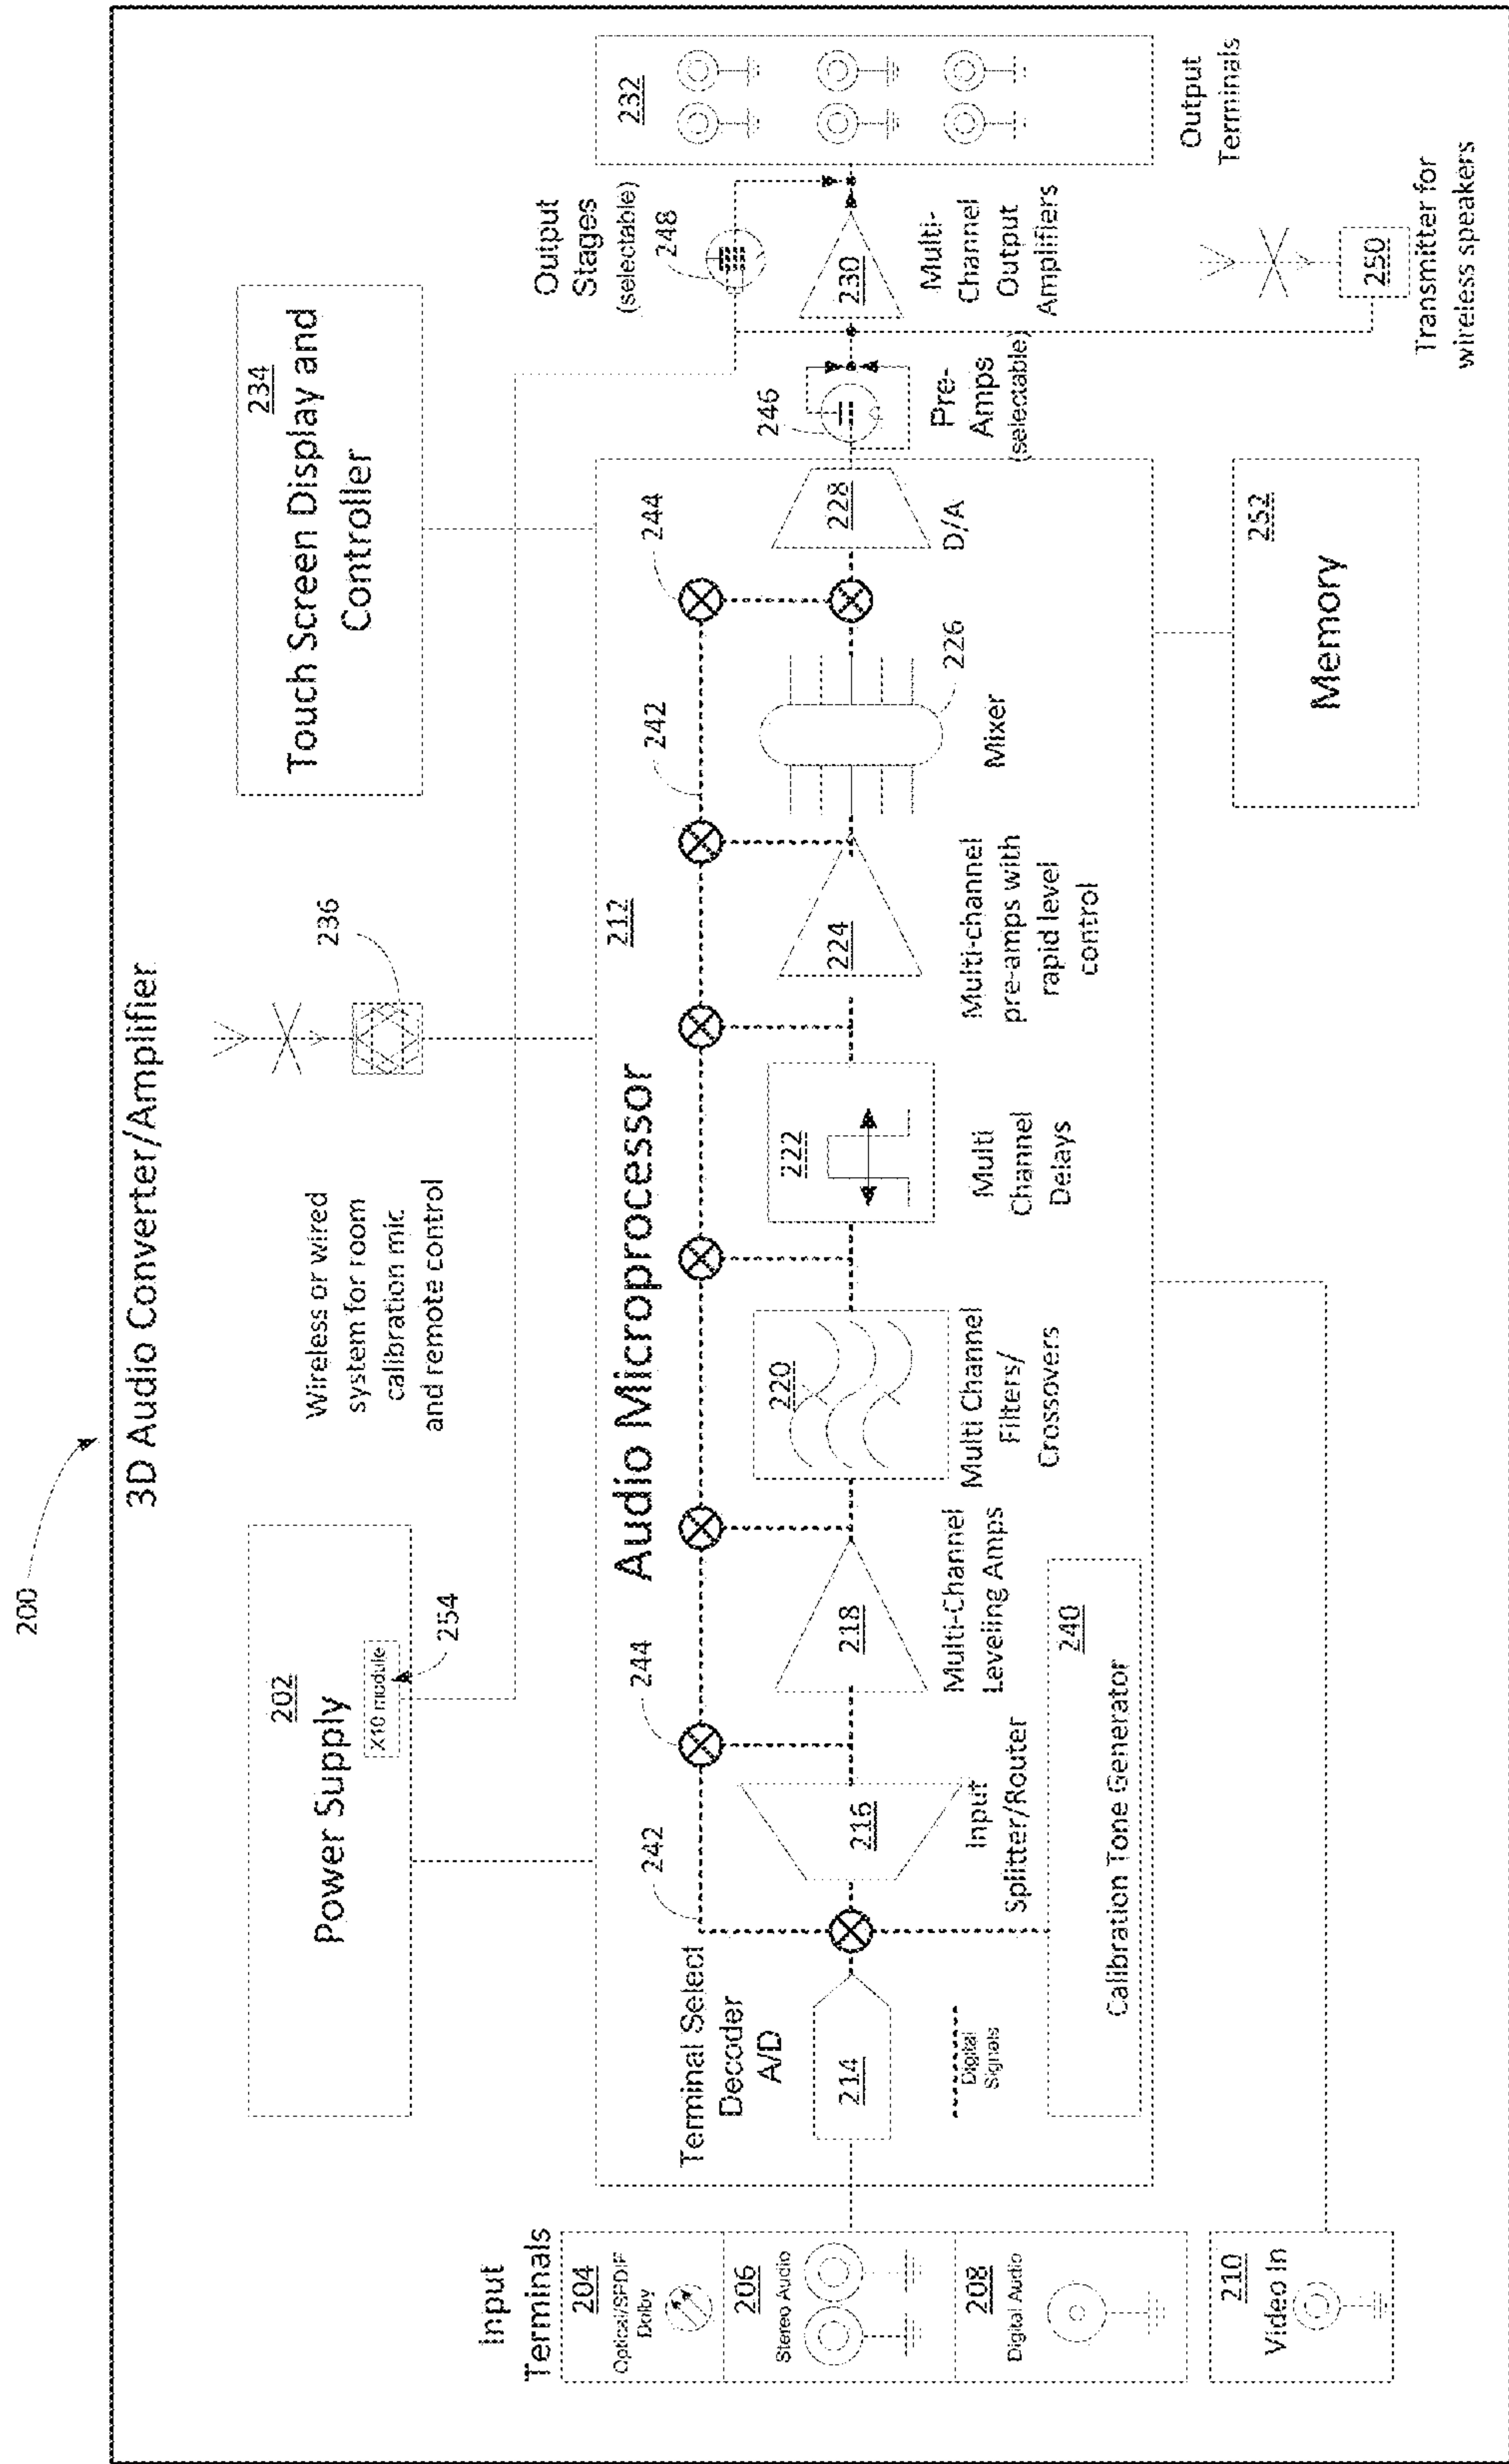 200
3D Audio Converter/Amplifier
202
Power Supply
X10 module
254
Wireless or wired
system for room
calibration mic
and remote control
236
234
Touch Screen Display and
Controller
Input
Terminals
204
Optical/SPDIF
Dolby
206
Stereo Audio
208
Digital Audio
210
Video In
Audio Microprocessor
212
Terminal Select
Decoder
A/D
214
Digital
Signals
242
244
216
Input
Splitter/Router
218
Multi-Channel
Leveling Amps
220
Multi Channel
Filters/
Crossovers
222
Multi
Channel
Delays
224
Multi-channel
pre-amps with
rapid level
control
242
226
Mixer
244
228
D/A
240
Calibration Tone Generator
246
Pre-
Amps
(selectable)
Output
Stages
(selectable)
248
230
Multi-
Channel
Output
Amplifiers
232
Output
Terminals
250
Transmitter for
wireless speakers
252
Memory